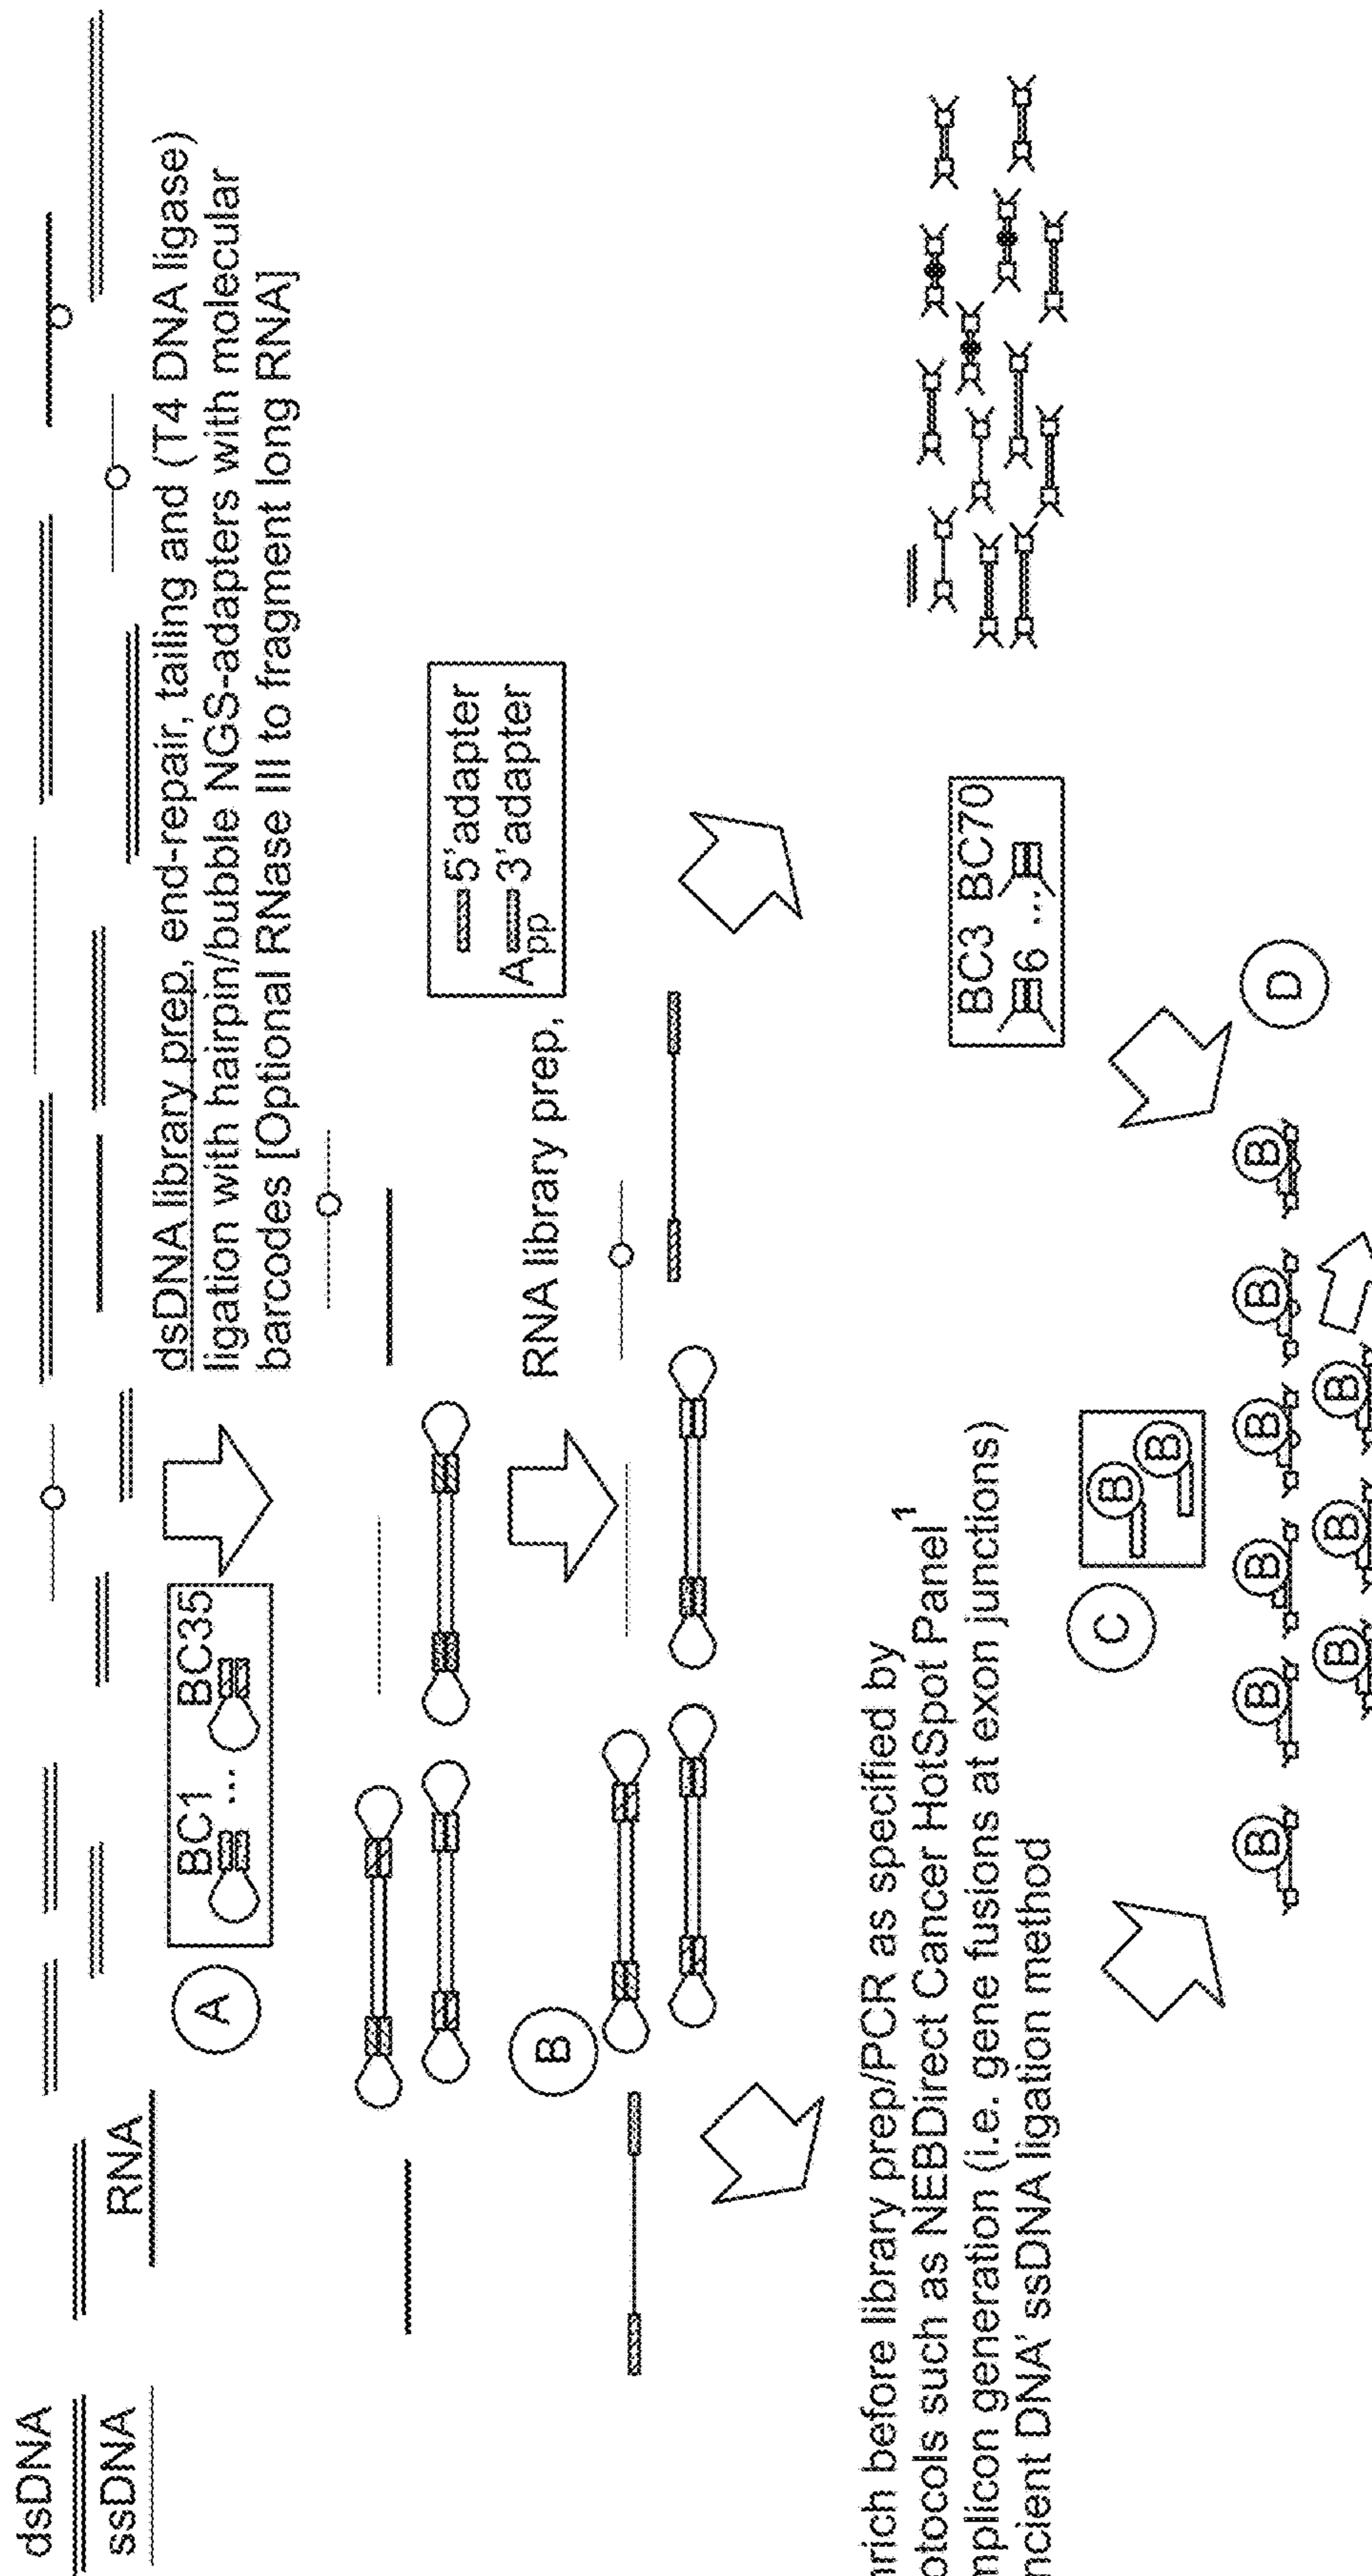 dsDNA
ssDNA
RNA
A
BC1 BC35
...
dsDNA library prep, end-repair, tailing and (T4 DNA ligase)
ligation with hairpin/bubble NGS-adapters with molecular
barcodes [Optional RNase III to fragment long RNA]
B
RNA library prep,
5'adapter
3'adapter
App
nrich before library prep/PCR as specified by
otocols such as NEBDirect Cancer HotSpot Panel1
mplicon generation (i.e. gene fusions at exon junctions)
ncient DNA' ssDNA ligation method
BC3 BC70
6 ...
C
B
B
D
B B B B B B
B B B